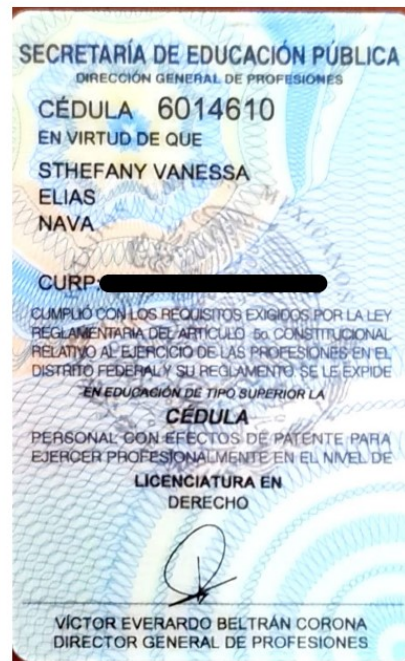 SECRETARÍA DE EDUCACIÓN PÚBLICA
DIRECCIÓN GENERAL DE PROFESIONES
CÉDULA 6014610
EN VIRTUD DE QUE
STHEFANY VANESSA
ELIAS
NAVA
CURP:
CUMPLIÓ CON LOS REQUISITOS EXIGIDOS POR LA LEY
REGLAMENTARIA DEL ARTÍCULO 5o. CONSTITUCIONAL
RELATIVO AL EJERCICIO DE LAS PROFESIONES EN EL
DISTRITO FEDERAL Y SU REGLAMENTO SE LE EXPIDE
EN EDUCACIÓN DE TIPO SUPERIOR LA
CÉDULA
PERSONAL CON EFECTOS DE PATENTE PARA
EJERCER PROFESIONALMENTE EN EL NIVEL DE
LICENCIATURA EN
DERECHO
VÍCTOR EVERARDO BELTRÁN CORONA
DIRECTOR GENERAL DE PROFESIONES